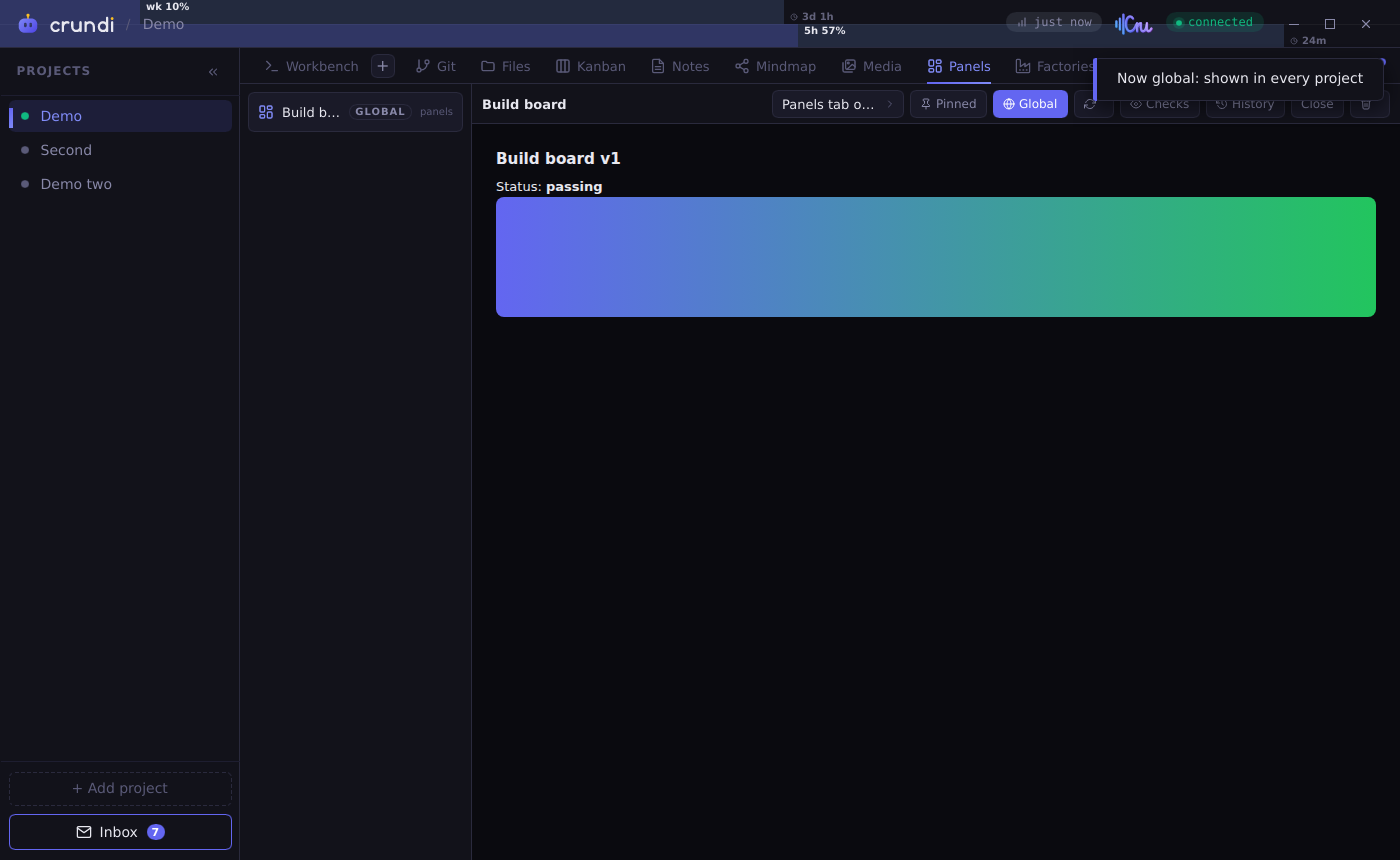 wk 10%
crundi / Demo
3d 1h
5h 57%
just now
Cru
connected
24m
PROJECTS
Workbench
Git
Files
Kanban
Notes
Mindmap
Media
Panels
Factories
Now global: shown in every project
Demo
Second
Demo two
Build b... GLOBAL panels
Build board
Panels tab o...
Pinned
Global
Checks
History
Close
Build board v1
Status: passing
+ Add project
Inbox 7